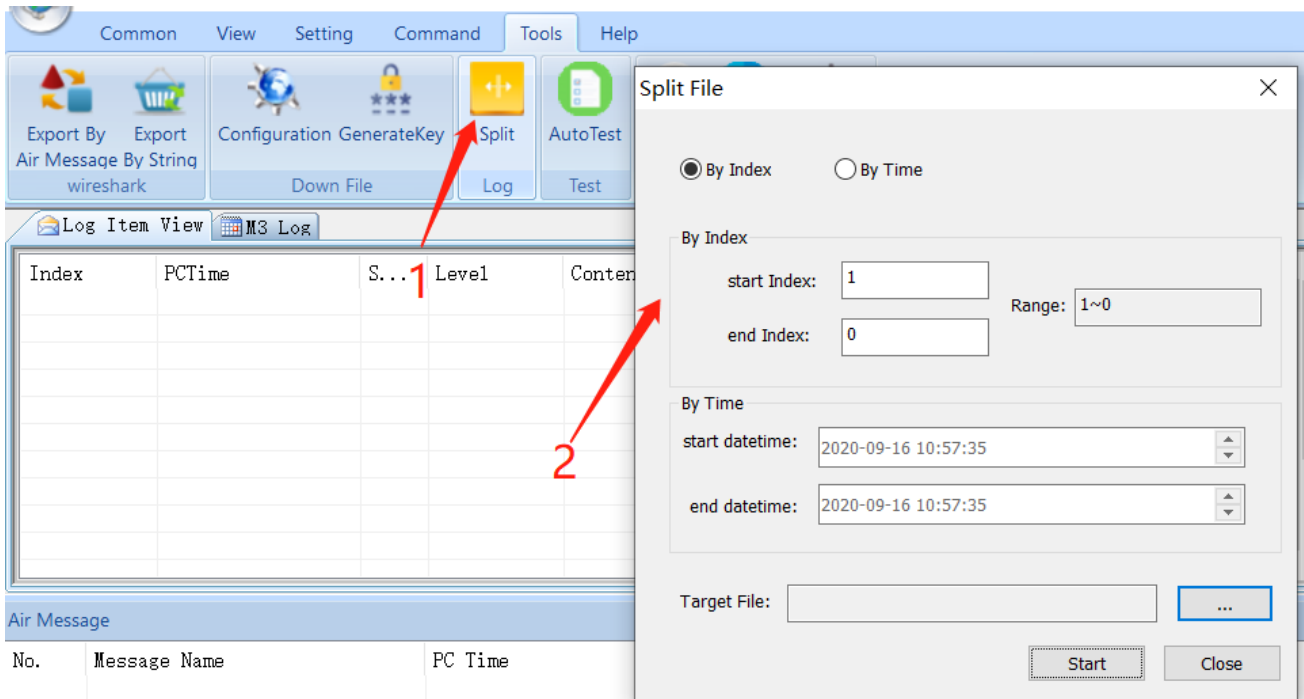 Common View Setting Command Tools Help
Export By Air Message
Export By String
Configuration GenerateKey
Split
AutoTest
wireshark Down File Log Test
Log Item View M3 Log
Index PCTime S... Level Conten
1
2
Air Message
No. Message Name PC Time
Split File
By Index By Time
By Index
start Index: 1
Range: 1~0
end Index: 0
By Time
start datetime: 2020-09-16 10:57:35
end datetime: 2020-09-16 10:57:35
Target File: ...
Start Close